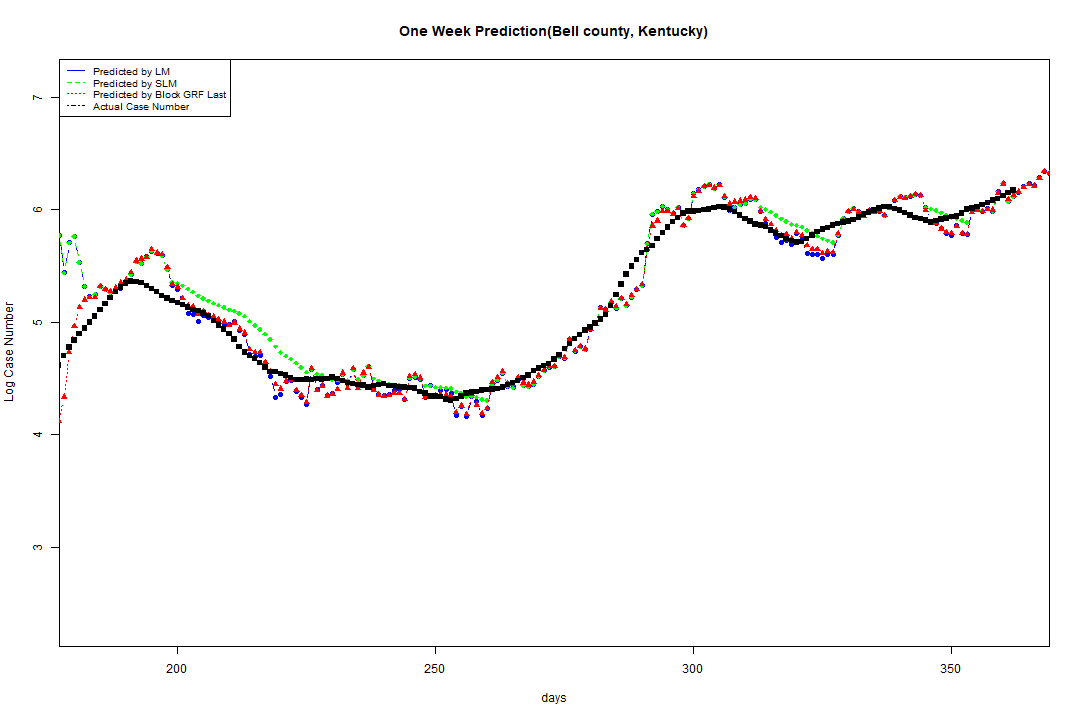 One Week Prediction(Bell county, Kentucky)
Predicted by LM
Predicted by SLM
Predicted by Block GRF Last
Actual Case Number
7
6
5
4
3
Log Case Number
200 250 300 350
days